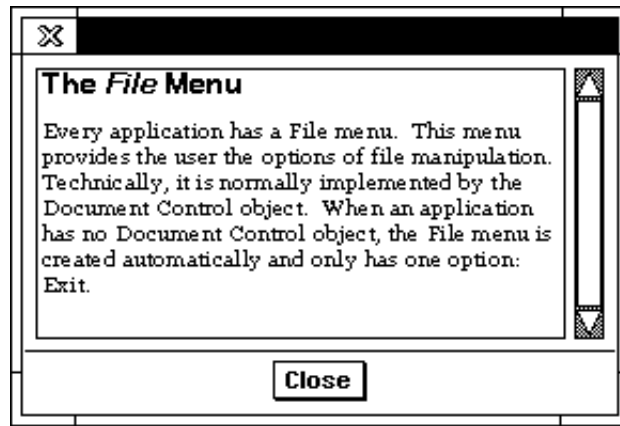 The File Menu
Every application has a File menu. This menu
provides the user the options of file manipulation.
Technically, it is normally implemented by the
Document Control object. When an application
has no Document Control object, the File menu is
created automatically and only has one option:
Exit.
Close